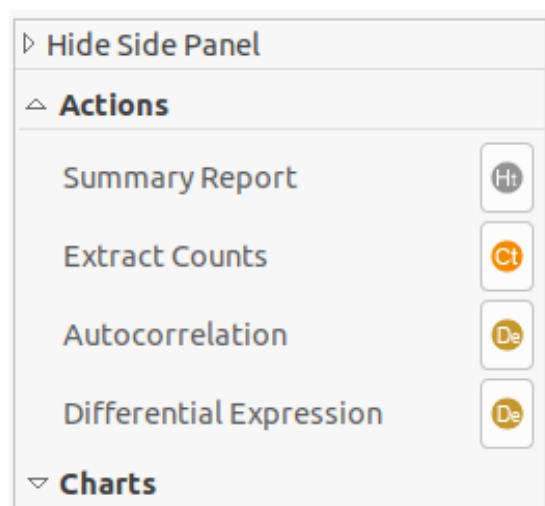 Hide Side Panel
Actions
Summary Report Ht
Extract Counts Ct
Autocorrelation De
Differential Expression De
Charts